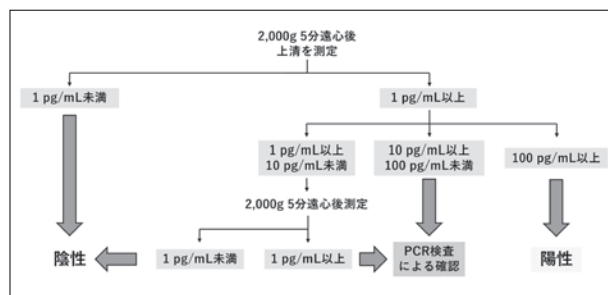 2,000g 5分遠心後
上清を測定
1 pg/mL未満
1 pg/mL以上
1 pg/mL以上
10 pg/mL未満
10 pg/mL以上
100 pg/mL未満
100 pg/mL以上
2,000g 5分遠心後測定
陰性
1 pg/mL未満
1 pg/mL以上
PCR検査
による確認
陽性